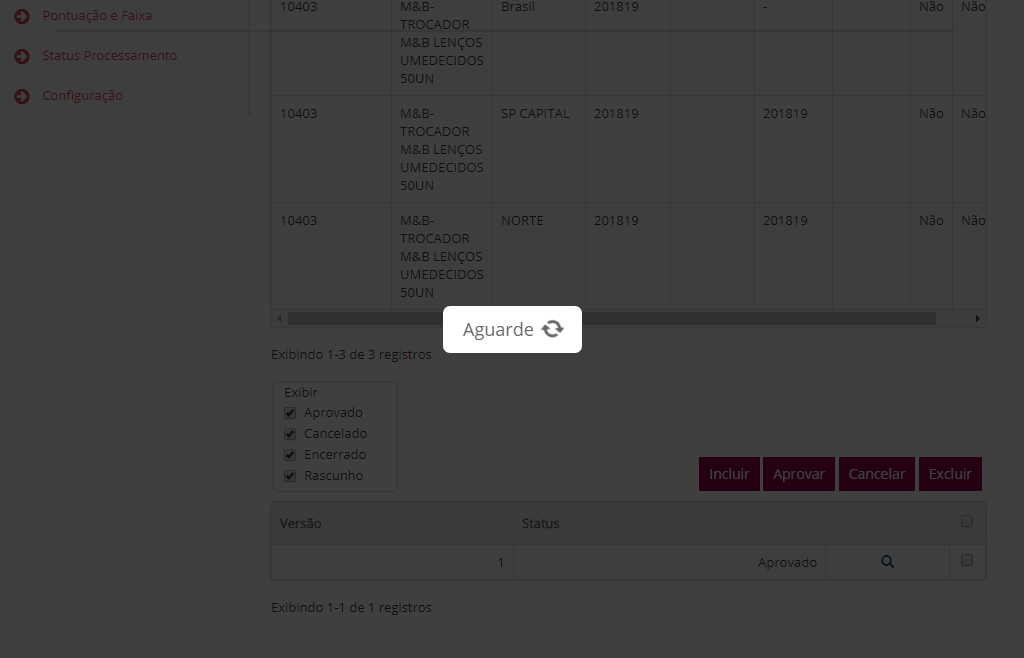 Pontuação e Faixa
Status Processamento
Configuração
10403 M&B- Brasil 201819 - Não Não
TROCADOR
M&B LENÇOS
UMEDECIDOS
50UN
10403 M&B- SP CAPITAL 201819 201819 Não Não
TROCADOR
M&B LENÇOS
UMEDECIDOS
50UN
10403 M&B- NORTE 201819 201819 Não Não
TROCADOR
M&B LENÇOS
UMEDECIDOS
50UN
Aguarde
Exibindo 1-3 de 3 registros
Exibir
Aprovado
Cancelado
Encerrado
Rascunho
Incluir Aprovar Cancelar Excluir
Versão Status
1 Aprovado
Exibindo 1-1 de 1 registros